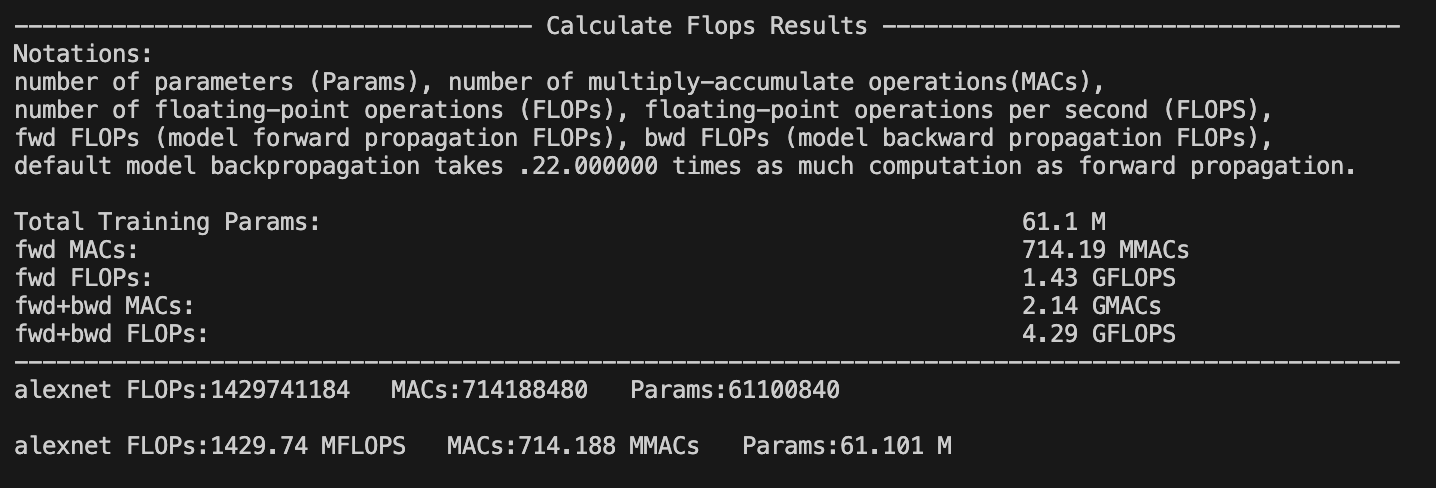 ------------------------------------- Calculate Flops Results -------------------------------------
Notations:
number of parameters (Params), number of multiply-accumulate operations(MACs),
number of floating-point operations (FLOPs), floating-point operations per second (FLOPS),
fwd FLOPs (model forward propagation FLOPs), bwd FLOPs (model backward propagation FLOPs),
default model backpropagation takes .22.000000 times as much computation as forward propagation.
Total Training Params: 61.1 M
fwd MACs: 714.19 MMACs
fwd FLOPs: 1.43 GFLOPS
fwd+bwd MACs: 2.14 GMACs
fwd+bwd FLOPs: 4.29 GFLOPS
---------------------------------------------------------------------------------------------------
alexnet FLOPs:1429741184   MACs:714188480   Params:61100840
alexnet FLOPs:1429.74 MFLOPS   MACs:714.188 MMACs   Params:61.101 M